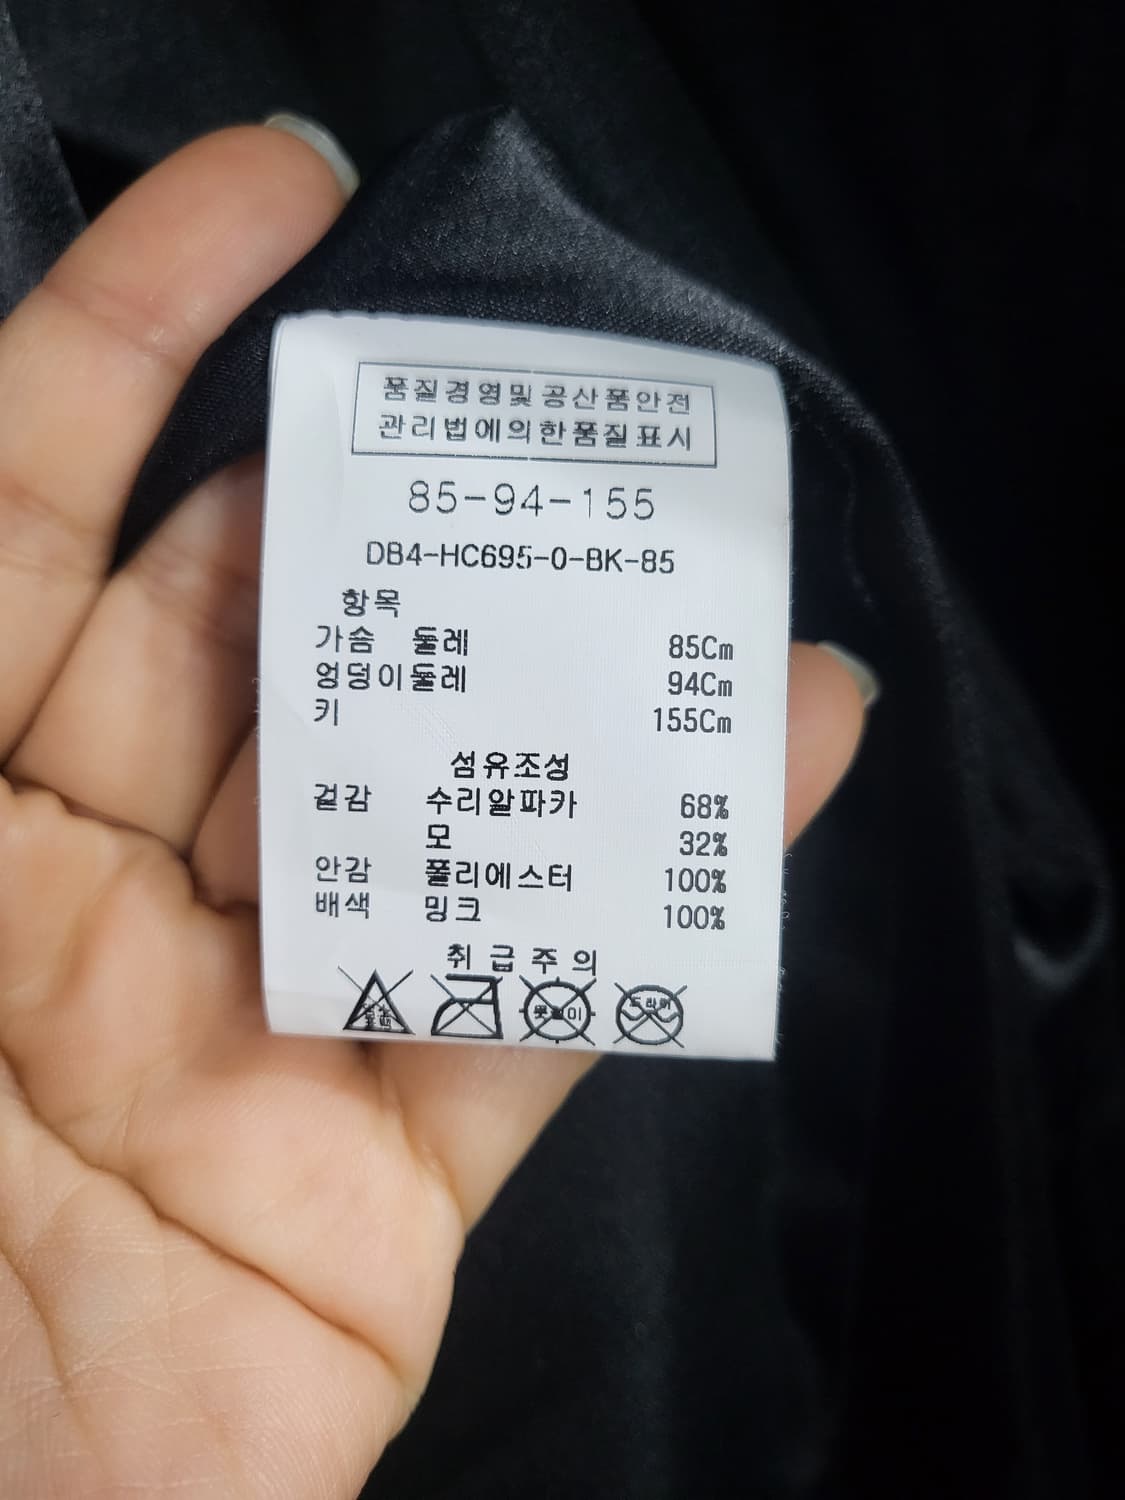 품질경영및공산품안전
관리법에의한품질표시
85-94-155
DB4-HC695-0-BK-85
항목
가슴 둘레 85Cm
엉덩이둘레 94Cm
키 155Cm
섬유조성
겉감 수리알파카 68%
모 32%
안감 폴리에스터 100%
배색 밍크 100%
취급주의
드라이